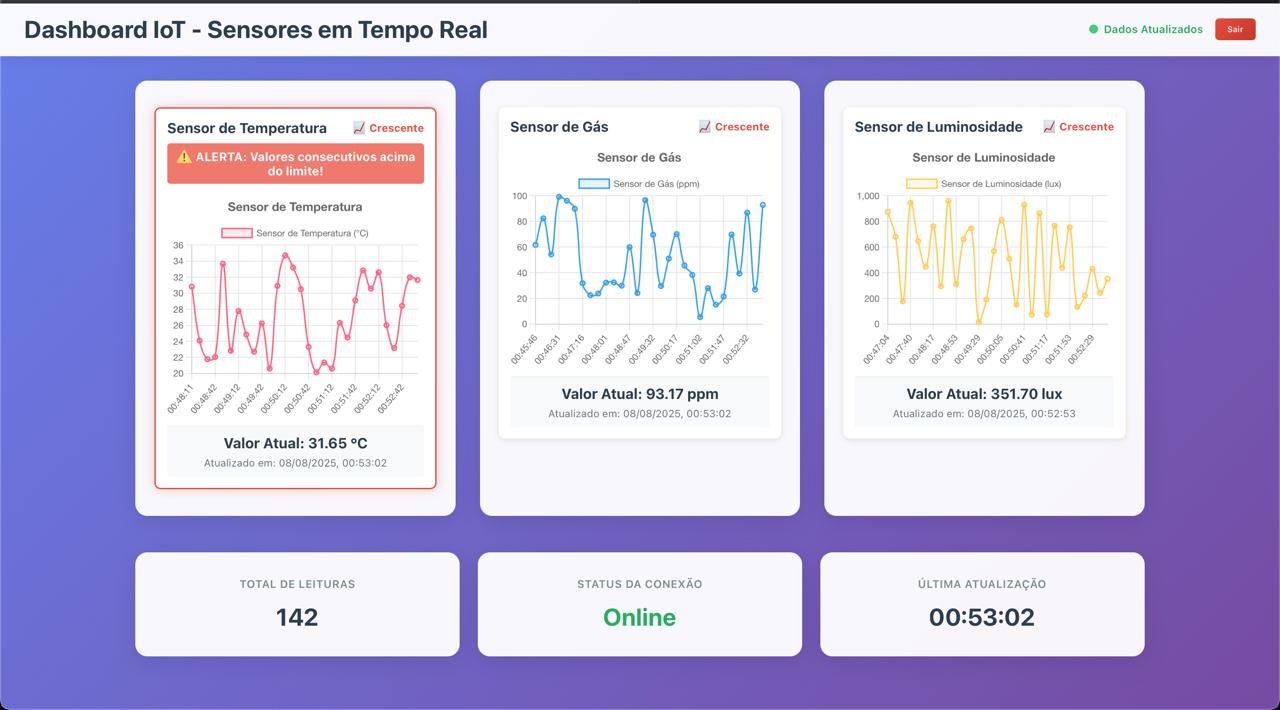 Dashboard IoT - Sensores em Tempo Real
Dados Atualizados
Sair
Sensor de Temperatura
📈 Crescente
⚠️ ALERTA: Valores consecutivos acima
do limite!
Sensor de Temperatura
Sensor de Temperatura (°C)
36
34
32
30
28
26
24
22
20
00:48:11
00:48:42
00:49:12
00:49:42
00:50:12
00:50:42
00:51:12
00:51:42
00:52:12
00:52:42
Valor Atual: 31.65 °C
Atualizado em: 08/08/2025, 00:53:02
Sensor de Gás
📈 Crescente
Sensor de Gás
Sensor de Gás (ppm)
100
80
60
40
20
0
00:45:46
00:46:31
00:47:16
00:48:01
00:48:47
00:49:32
00:50:17
00:51:02
00:51:47
00:52:32
Valor Atual: 93.17 ppm
Atualizado em: 08/08/2025, 00:53:02
Sensor de Luminosidade
📈 Crescente
Sensor de Luminosidade
Sensor de Luminosidade (lux)
1,000
800
600
400
200
0
00:47:04
00:47:40
00:48:17
00:48:53
00:49:29
00:50:05
00:50:41
00:51:17
00:51:53
00:52:29
Valor Atual: 351.70 lux
Atualizado em: 08/08/2025, 00:52:53
TOTAL DE LEITURAS
142
STATUS DA CONEXÃO
Online
ÚLTIMA ATUALIZAÇÃO
00:53:02